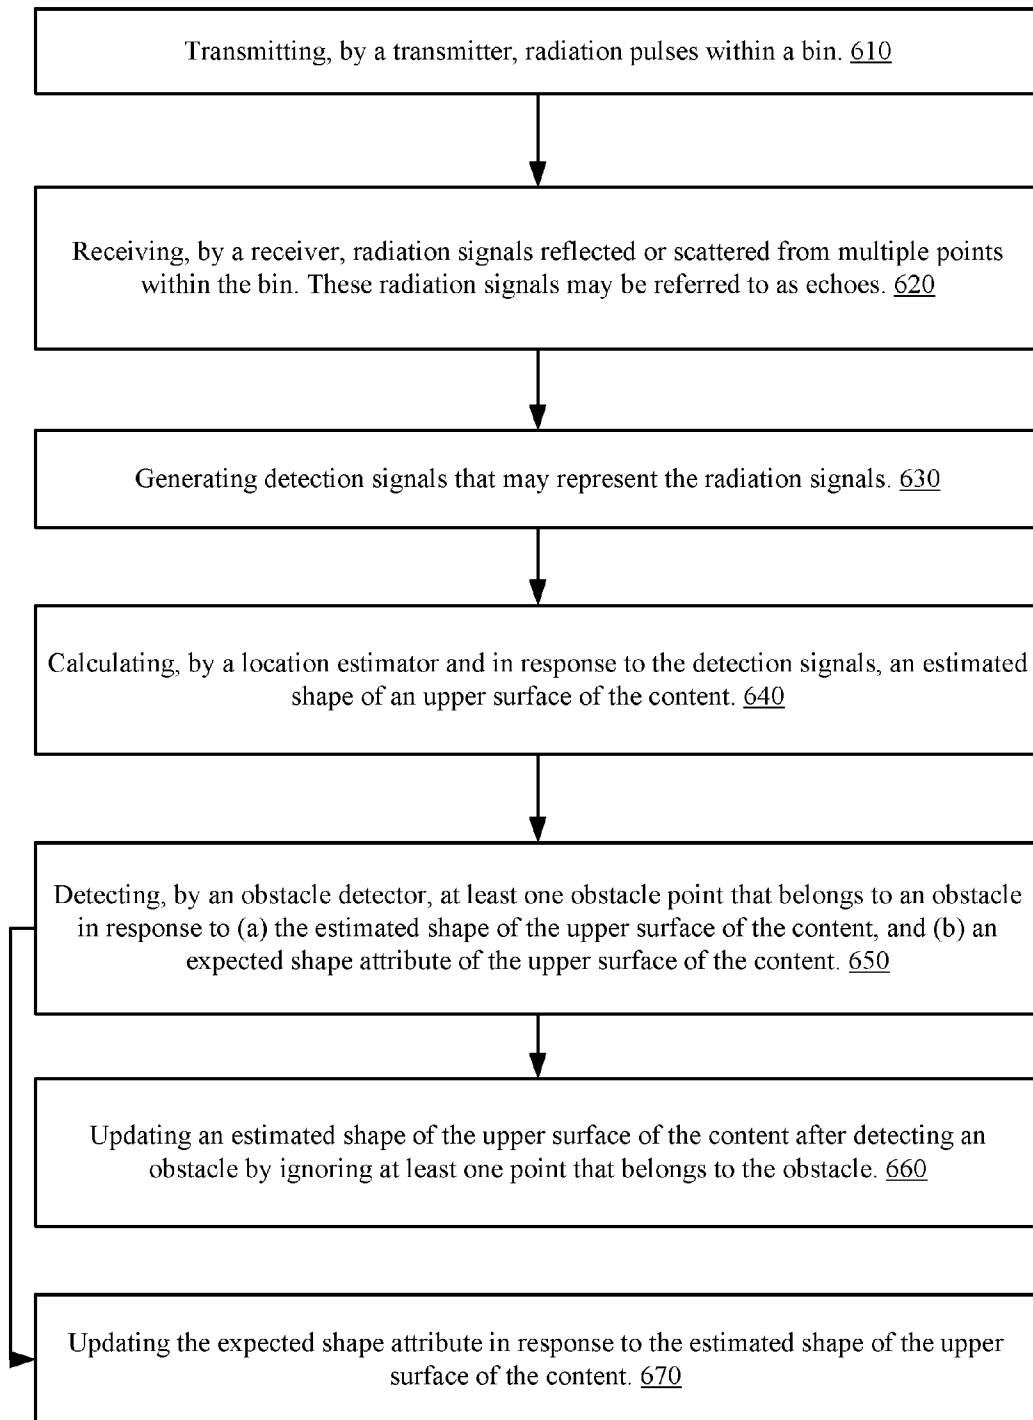 Transmitting, by a transmitter, radiation pulses within a bin. 610
Receiving, by a receiver, radiation signals reflected or scattered from multiple points
within the bin. These radiation signals may be referred to as echoes. 620
Generating detection signals that may represent the radiation signals. 630
Calculating, by a location estimator and in response to the detection signals, an estimated
shape of an upper surface of the content. 640
Detecting, by an obstacle detector, at least one obstacle point that belongs to an obstacle
in response to (a) the estimated shape of the upper surface of the content, and (b) an
expected shape attribute of the upper surface of the content. 650
Updating an estimated shape of the upper surface of the content after detecting an
obstacle by ignoring at least one point that belongs to the obstacle. 660
Updating the expected shape attribute in response to the estimated shape of the upper
surface of the content. 670